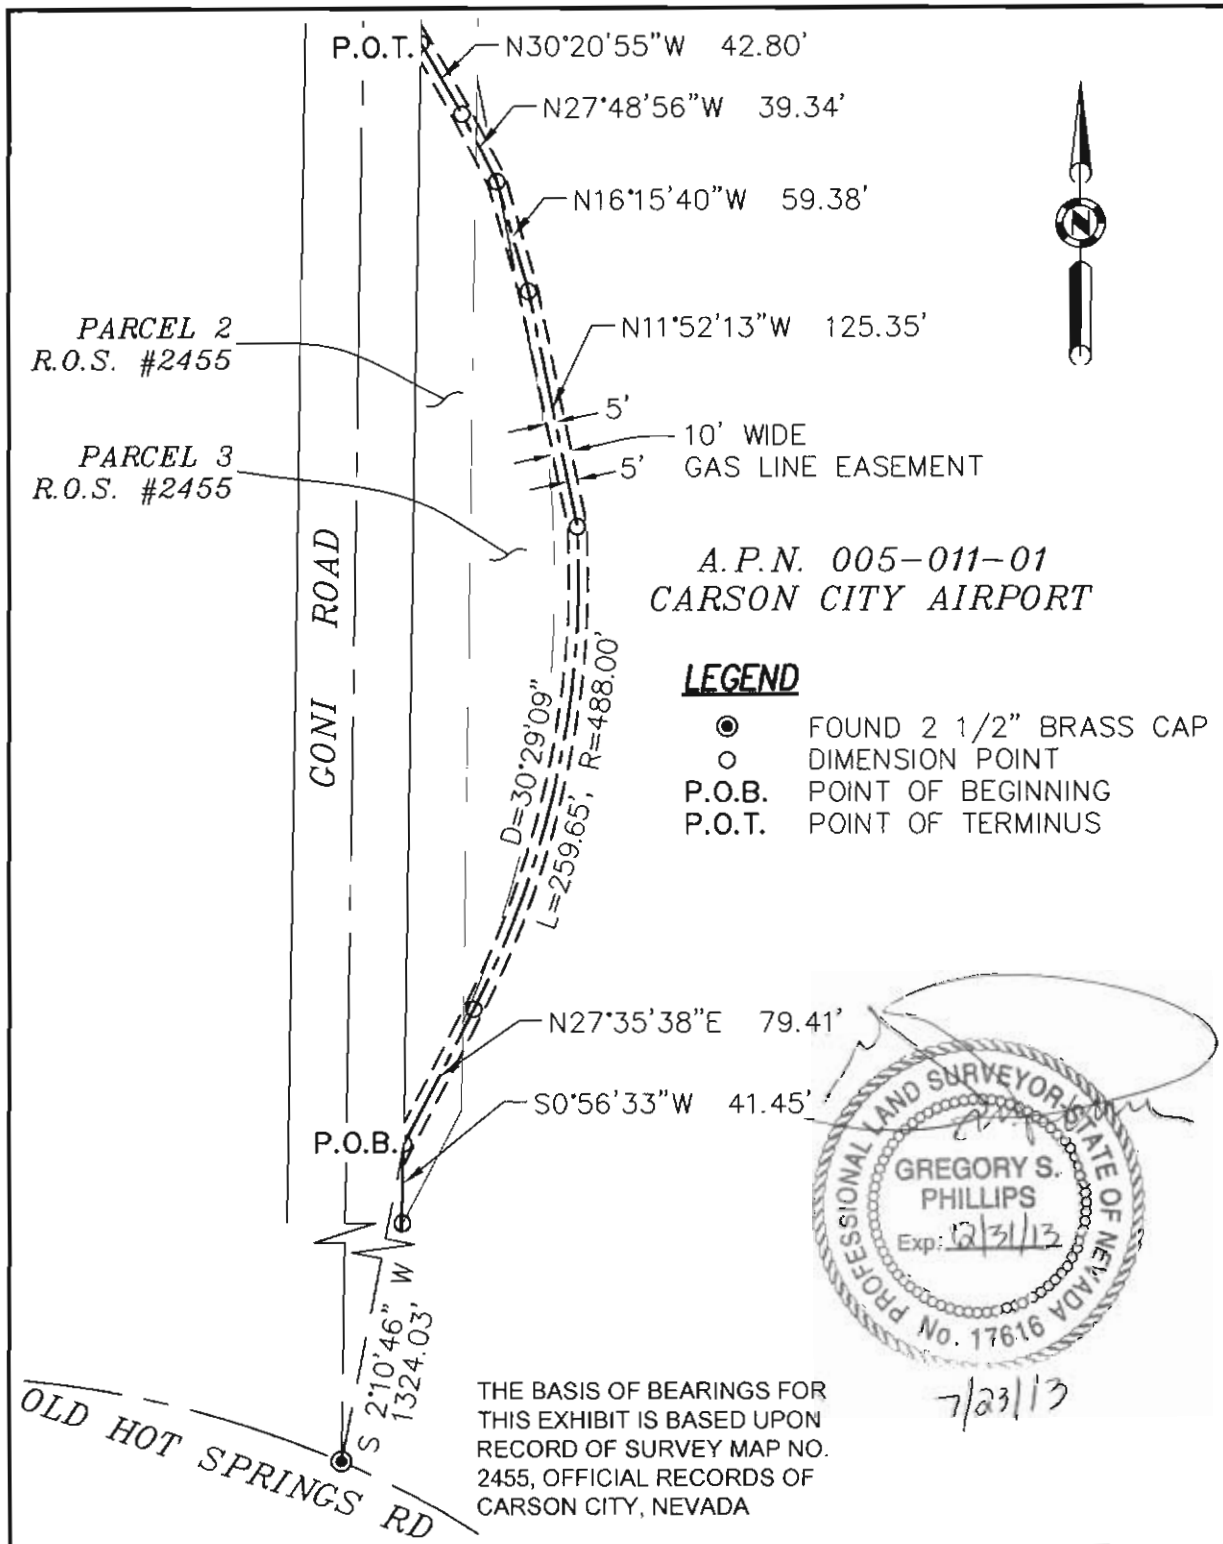 P.O.T.
N30°20'55"W 42.80'
N27°48'56"W 39.34'
N16°15'40"W 59.38'
N
PARCEL 2
R.O.S. #2455
N11°52'13"W 125.35'
5'
10' WIDE
GAS LINE EASEMENT
5'
PARCEL 3
R.O.S. #2455
GONI ROAD
A.P.N. 005-011-01
CARSON CITY AIRPORT
D=30°29'09"
L=259.65', R=488.00'
LEGEND
FOUND 2 1/2" BRASS CAP
DIMENSION POINT
P.O.B. POINT OF BEGINNING
P.O.T. POINT OF TERMINUS
N27°35'38"E 79.41'
S0°56'33"W 41.45'
P.O.B.
PROFESSIONAL LAND SURVEYOR-STATE OF NEVADA
GREGORY S.
PHILLIPS
Exp: 12/31/13
No. 17616
7/23/13
S 2°10'46" W
1324.03'
OLD HOT SPRINGS RD
THE BASIS OF BEARINGS FOR
THIS EXHIBIT IS BASED UPON
RECORD OF SURVEY MAP NO.
2455, OFFICIAL RECORDS OF
CARSON CITY, NEVADA